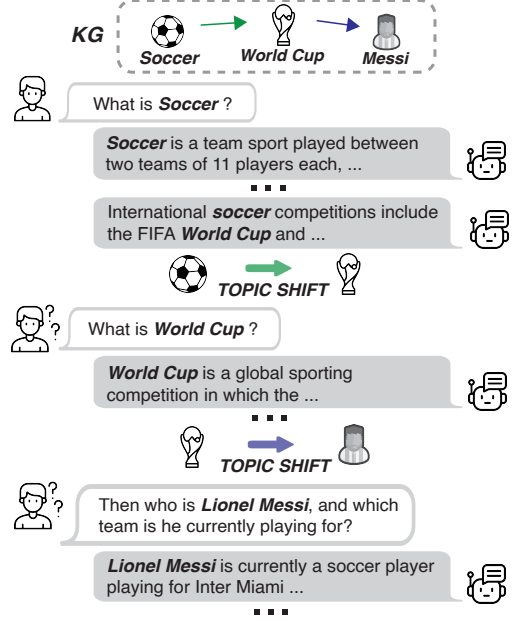 KG
Soccer World Cup Messi
What is Soccer ?
Soccer is a team sport played between
two teams of 11 players each, ...
...
International soccer competitions include
the FIFA World Cup and ...
TOPIC SHIFT
??
What is World Cup ?
World Cup is a global sporting
competition in which the ...
...
TOPIC SHIFT
??
Then who is Lionel Messi, and which
team is he currently playing for?
Lionel Messi is currently a soccer player
playing for Inter Miami ...
...